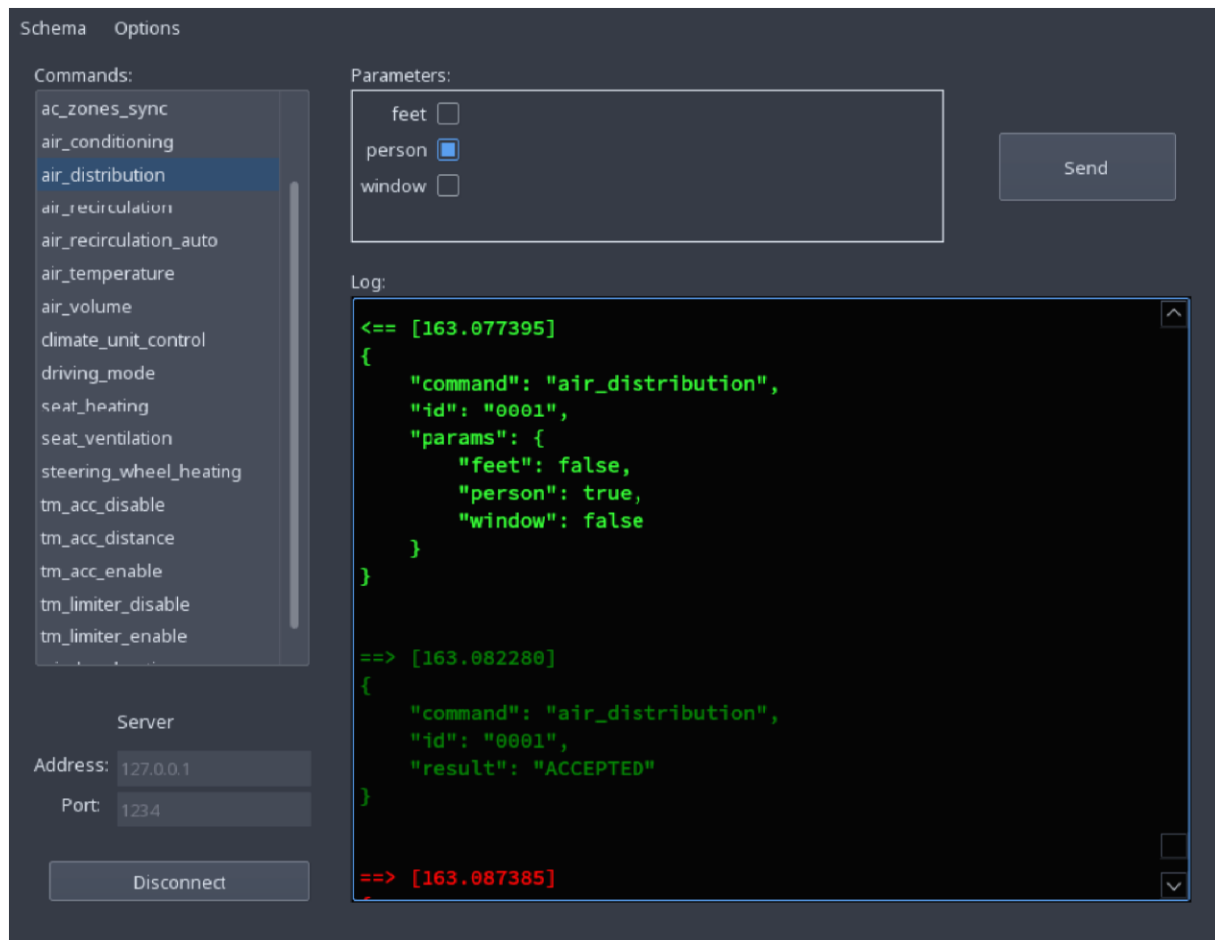 Schema Options
Commands:
ac_zones_sync
air_conditioning
air_distribution
air_recirculation
air_recirculation_auto
air_temperature
air_volume
climate_unit_control
driving_mode
seat_heating
seat_ventilation
steering_wheel_heating
tm_acc_disable
tm_acc_distance
tm_acc_enable
tm_limiter_disable
tm_limiter_enable
Server
Address: 127.0.0.1
Port: 1234
Disconnect
Parameters:
feet
person
window
Send
Log:
<== [163.077395]
{
    "command": "air_distribution",
    "id": "0001",
    "params": {
        "feet": false,
        "person": true,
        "window": false
    }
}
==> [163.082280]
{
    "command": "air_distribution",
    "id": "0001",
    "result": "ACCEPTED"
}
==> [163.087385]